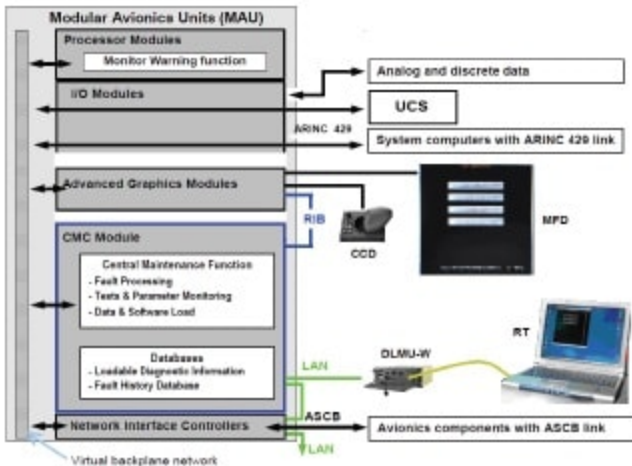 Modular Avionics Units (MAU)
Processor Modules
Monitor Warning function
I/O Modules
Analog and discrete data
UCS
ARINC 429
System computers with ARINC 429 link
Advanced Graphics Modules
RIB
CCD
MFD
CMC Module
Central Maintenance Function
- Fault Processing
- Tests & Parameter Monitoring
- Data & Software Load
Databases
- Loadable Diagnostic Information
- Fault History Database
LAN
DLMU-W
RT
ASCB
Network Interface Controllers
Avionics components with ASCB link
LAN
Virtual backplane network